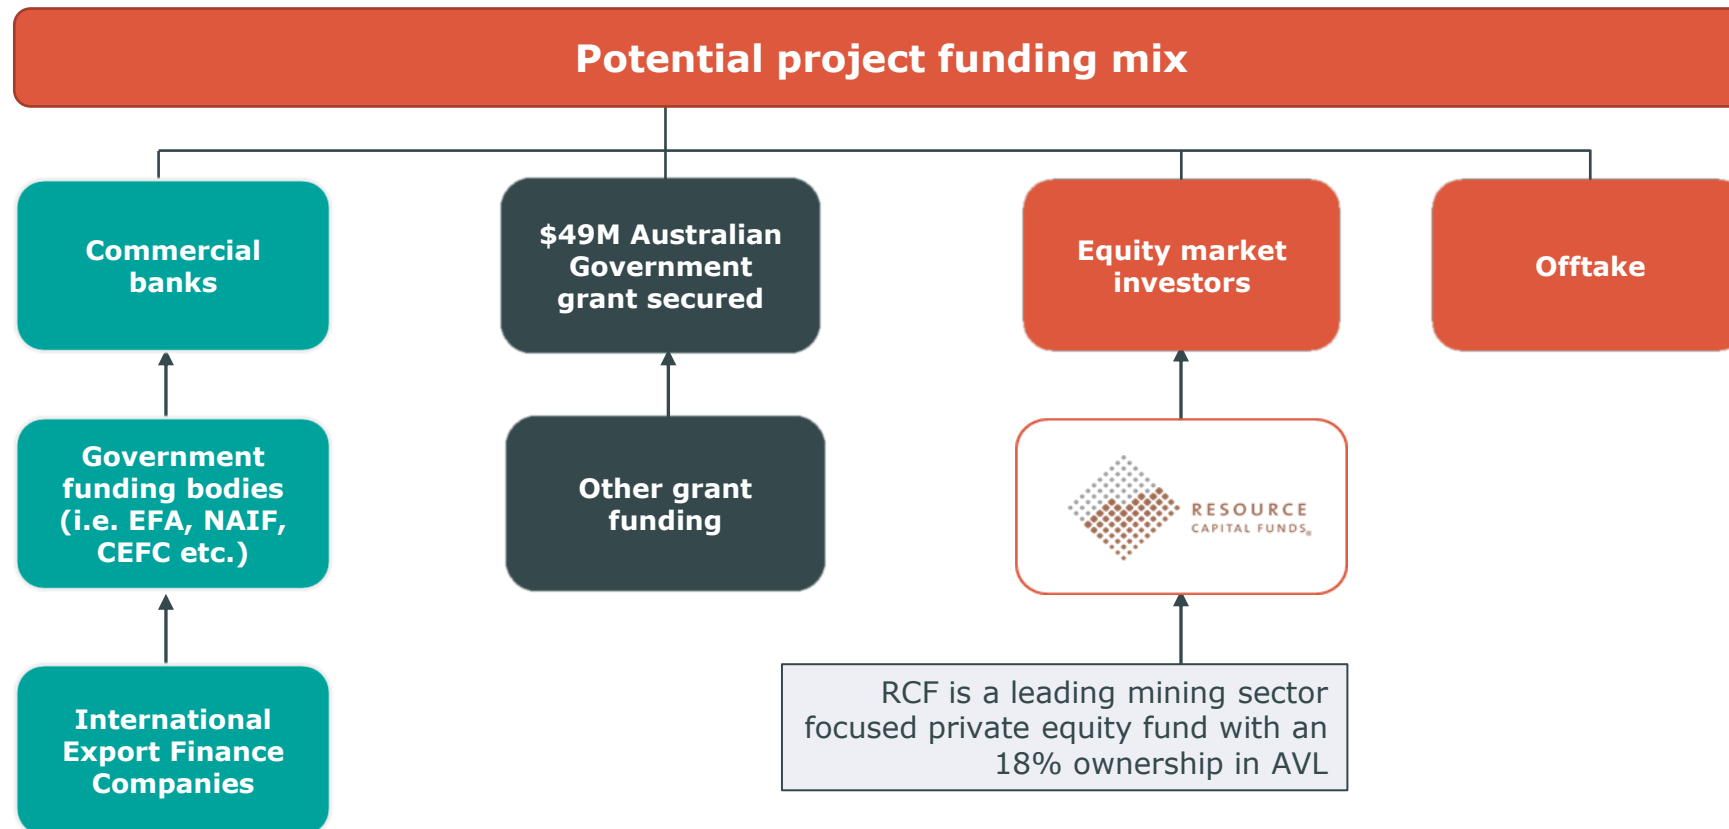 Potential project funding mix
Commercial
banks
$49M Australian
Government
grant secured
Equity market
investors
Offtake
Government
funding bodies
(i.e. EFA, NAIF,
CEFC etc.)
Other grant
funding
RESOURCE
CAPITAL FUNDS®
International
Export Finance
Companies
RCF is a leading mining sector
focused private equity fund with an
18% ownership in AVL